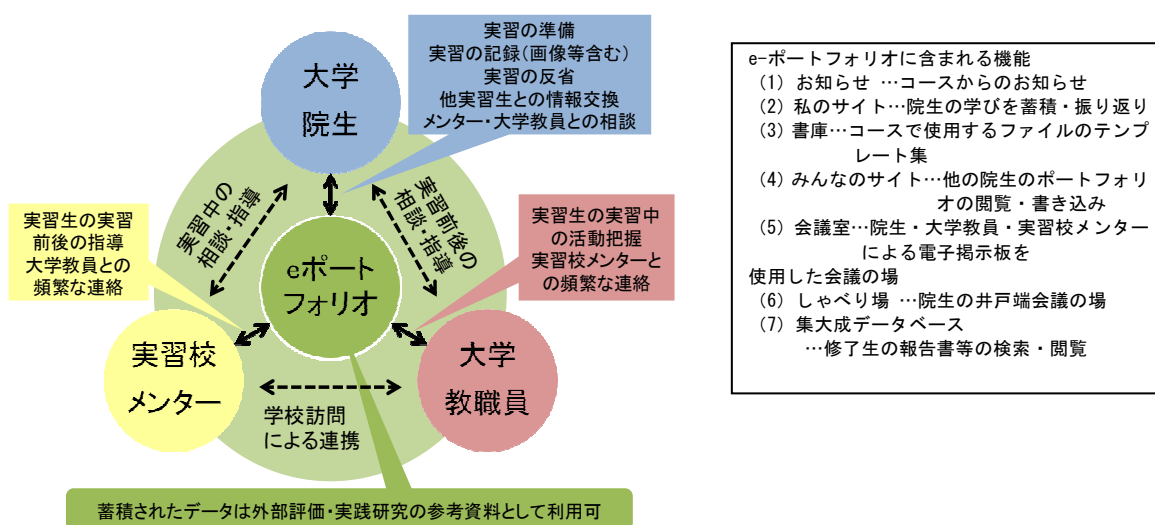 実習の準備
実習の記録(画像等含む)
実習の反省
他実習生との情報交換
メンター・大学教員との相談
大学
院生
実習中の
相談・指導
実習前後の
相談・指導
実習生の実習
前後の指導
大学教員との
頻繁な連絡
実習生の実習中
の活動把握
実習校メンターと
の頻繁な連絡
eポート
フォリオ
実習校
メンター
大学
教職員
学校訪問
による連携
蓄積されたデータは外部評価・実践研究の参考資料として利用可
e-ポートフォリオに含まれる機能
(1) お知らせ …コースからのお知らせ
(2) 私のサイト…院生の学びを蓄積・振り返り
(3) 書庫…コースで使用するファイルのテンプ
レート集
(4) みんなのサイト…他の院生のポートフォリ
オの閲覧・書き込み
(5) 会議室…院生・大学教員・実習校メンター
による電子掲示板を
使用した会議の場
(6) しゃべり場 …院生の井戸端会議の場
(7) 集大成データベース
…修了生の報告書等の検索・閲覧